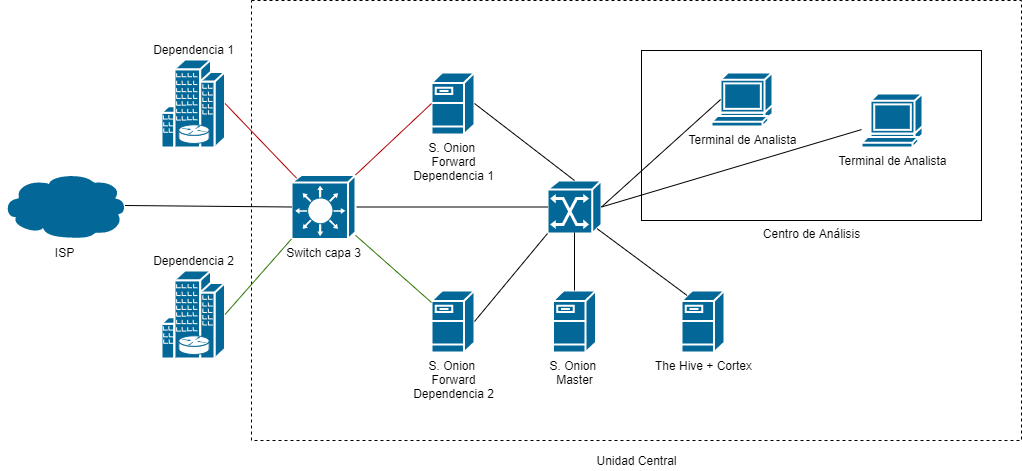 Dependencia 1
S. Onion
Forward
Dependencia 1
Terminal de Analista
Terminal de Analista
Centro de Análisis
ISP
Switch capa 3
Dependencia 2
S. Onion
Forward
Dependencia 2
S. Onion
Master
The Hive + Cortex
Unidad Central